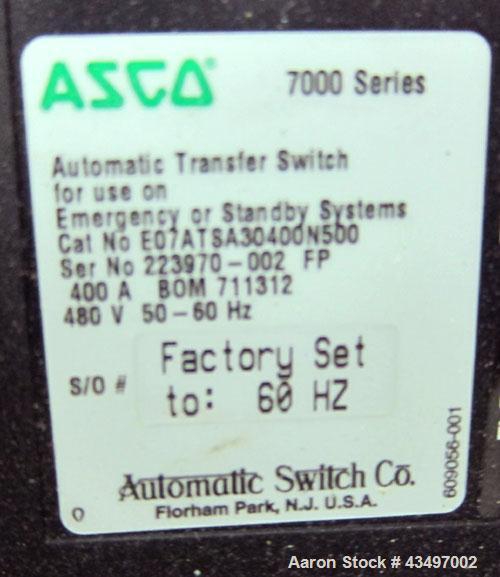 ASCO® 7000 Series
Automatic Transfer Switch
for use on
Emergency or Standby Systems
Cat No E07ATSA30400N500
Ser No 223970-002 FP
400 A BOM 711312
480 V 50-60 Hz
S/O #
Factory Set
to: 60 HZ
Automatic Switch Co.
Florham Park, N.J. U.S.A.
609056-001
Aaron Stock # 43497002